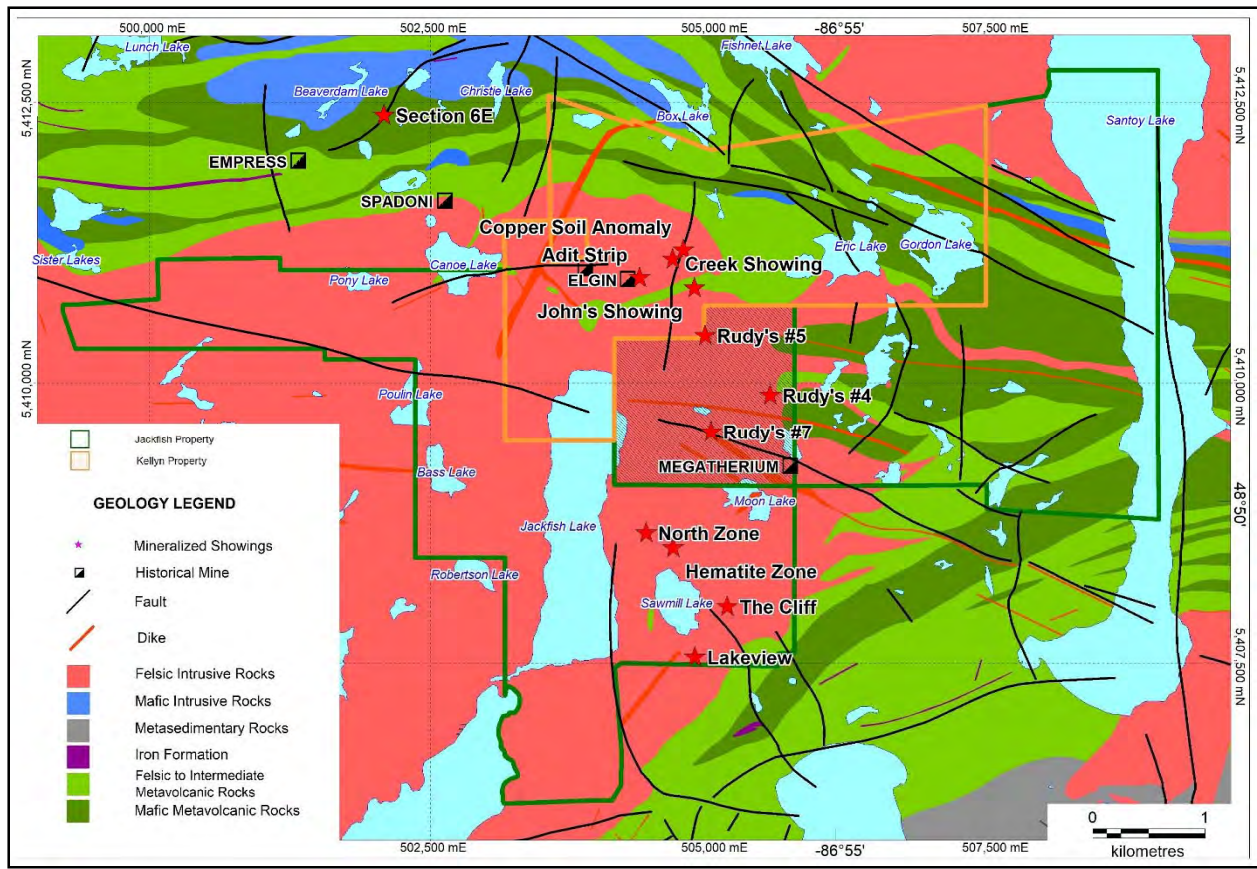 500,000 mE
502,500 mE
505,000 mE
-86°55'
507,500 mE
Lunch Lake
Fishnet Lake
Beaverdam Lake
Christie Lake
5,412,500 mN
Section 6E
Box Lake
Santoy Lake
5,412,500 mN
EMPRESS
SPADONI
Copper Soil Anomaly
Sister Lakes
Canoe Lake
Adit Strip
Eric Lake
Gordon Lake
Pony Lake
ELGIN
Creek Showing
John's Showing
Rudy's #5
5,410,000 mN
5,410,000 mN
Poulin Lake
Rudy's #4
Jackfish Property
Rudy's #7
Kellyn Property
Bass Lake
MEGATHERIUM
Moon Lake
48°50'
GEOLOGY LEGEND
Jackfish Lake
North Zone
Mineralized Showings
Historical Mine
Robertson Lake
Hematite Zone
Fault
Sawmill Lake
The Cliff
Dike
Lakeview
5,407,500 mN
Felsic Intrusive Rocks
Mafic Intrusive Rocks
Metasedimentary Rocks
Iron Formation
Felsic to Intermediate
Metavolcanic Rocks
Mafic Metavolcanic Rocks
0 1
kilometres
502,500 mE
505,000 mE
-86°55'
507,500 mE